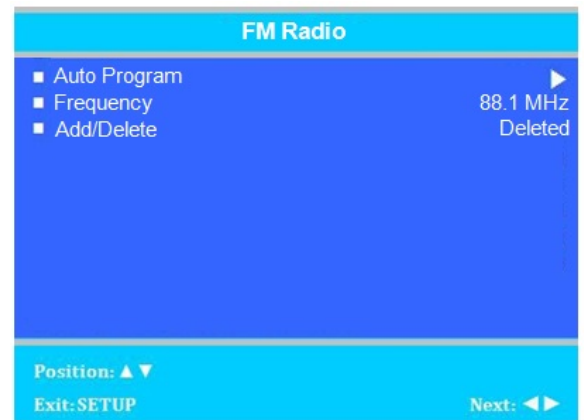 FM Radio
■ Auto Program ▶
■ Frequency 88.1 MHz
■ Add/Delete Deleted
Position: ▲▼
Exit:SETUP Next: ◀▶